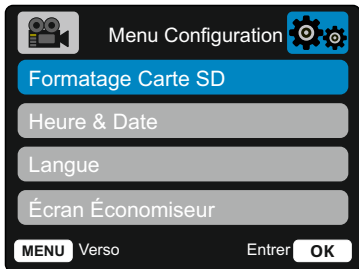 Menu Configuration
Formatage Carte SD
Heure & Date
Langue
Écran Économiseur
MENU Verso Entrer OK